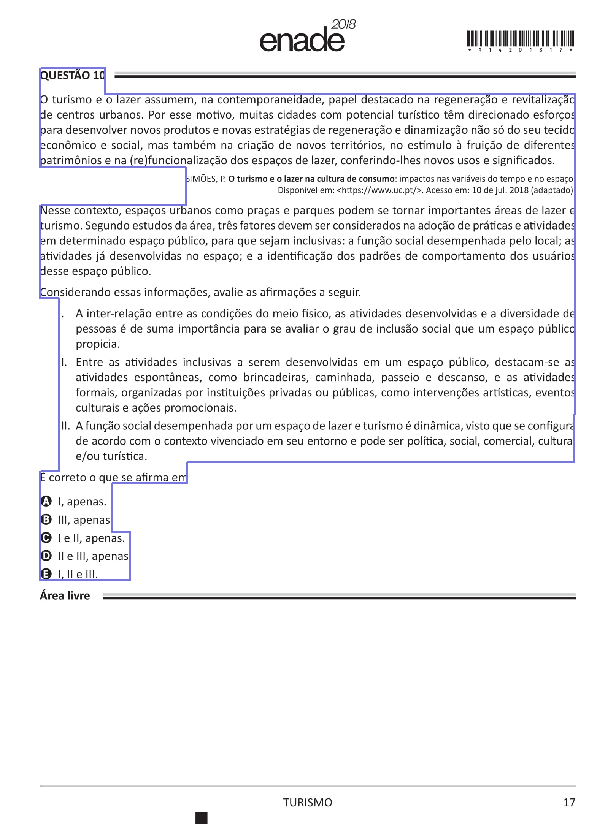 enade2018
*R1420181?*
QUESTÃO 10
O turismo e o lazer assumem, na contemporaneidade, papel destacado na regeneração e revitalização
de centros urbanos. Por esse motivo, muitas cidades com potencial turístico têm direcionado esforços
para desenvolver novos produtos e novas estratégias de regeneração e dinamização não só do seu tecido
econômico e social, mas também na criação de novos territórios, no estímulo à fruição de diferentes
patrimônios e na (re)funcionalização dos espaços de lazer, conferindo-lhes novos usos e significados.
SIMÕES, P. O turismo e o lazer na cultura de consumo: impactos nas variáveis do tempo e no espaço.
Disponível em: <https://www.uc.pt/>. Acesso em: 10 de jul. 2018 (adaptado).
Nesse contexto, espaços urbanos como praças e parques podem se tornar importantes áreas de lazer e
turismo. Segundo estudos da área, três fatores devem ser considerados na adoção de práticas e atividades
em determinado espaço público, para que sejam inclusivas: a função social desempenhada pelo local; as
atividades já desenvolvidas no espaço; e a identificação dos padrões de comportamento dos usuários
desse espaço público.
Considerando essas informações, avalie as afirmações a seguir.
I. A inter-relação entre as condições do meio físico, as atividades desenvolvidas e a diversidade de
pessoas é de suma importância para se avaliar o grau de inclusão social que um espaço público
propicia.
II. Entre as atividades inclusivas a serem desenvolvidas em um espaço público, destacam-se as
atividades espontâneas, como brincadeiras, caminhada, passeio e descanso, e as atividades
formais, organizadas por instituições privadas ou públicas, como intervenções artísticas, eventos
culturais e ações promocionais.
III. A função social desempenhada por um espaço de lazer e turismo é dinâmica, visto que se configura
de acordo com o contexto vivenciado em seu entorno e pode ser política, social, comercial, cultural
e/ou turística.
É correto o que se afirma em
A I, apenas.
B III, apenas.
C I e II, apenas.
D II e III, apenas.
E I, II e III.
Área livre
TURISMO
17